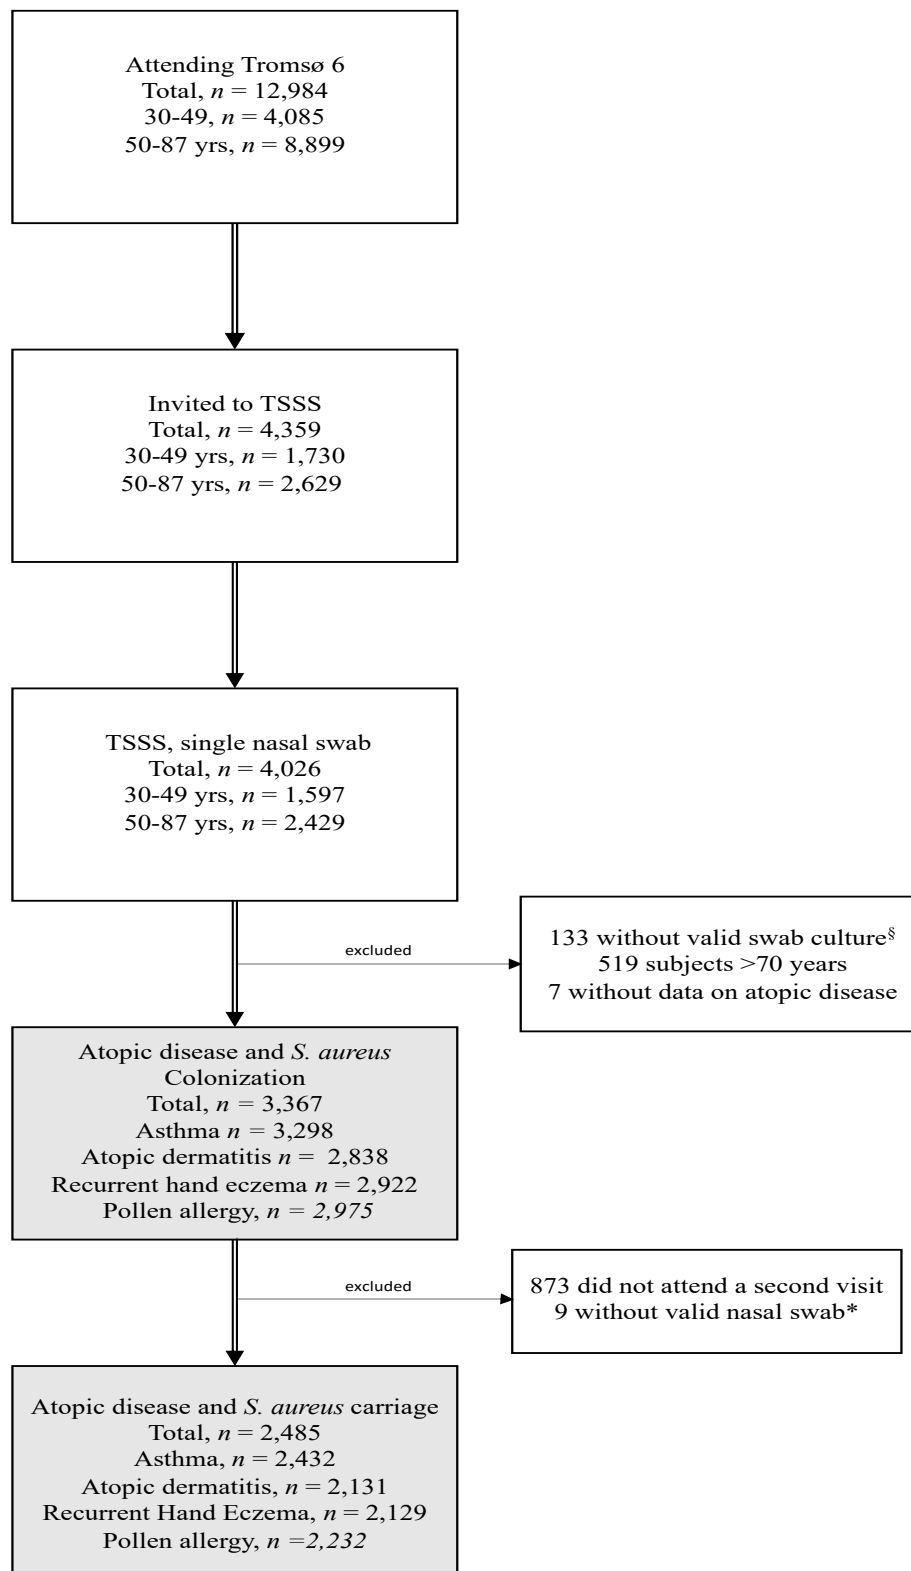 Attending Tromsø 6
Total, n = 12,984
30-49, n = 4,085
50-87 yrs, n = 8,899
Invited to TSSS
Total, n = 4,359
30-49 yrs, n = 1,730
50-87 yrs, n = 2,629
TSSS, single nasal swab
Total, n = 4,026
30-49 yrs, n = 1,597
50-87 yrs, n = 2,429
excluded
133 without valid swab culture§
519 subjects >70 years
7 without data on atopic disease
Atopic disease and S. aureus
Colonization
Total, n = 3,367
Asthma n = 3,298
Atopic dermatitis n = 2,838
Recurrent hand eczema n = 2,922
Pollen allergy, n = 2,975
excluded
873 did not attend a second visit
9 without valid nasal swab*
Atopic disease and S. aureus carriage
Total, n = 2,485
Asthma, n = 2,432
Atopic dermatitis, n = 2,131
Recurrent Hand Eczema, n = 2,129
Pollen allergy, n =2,232